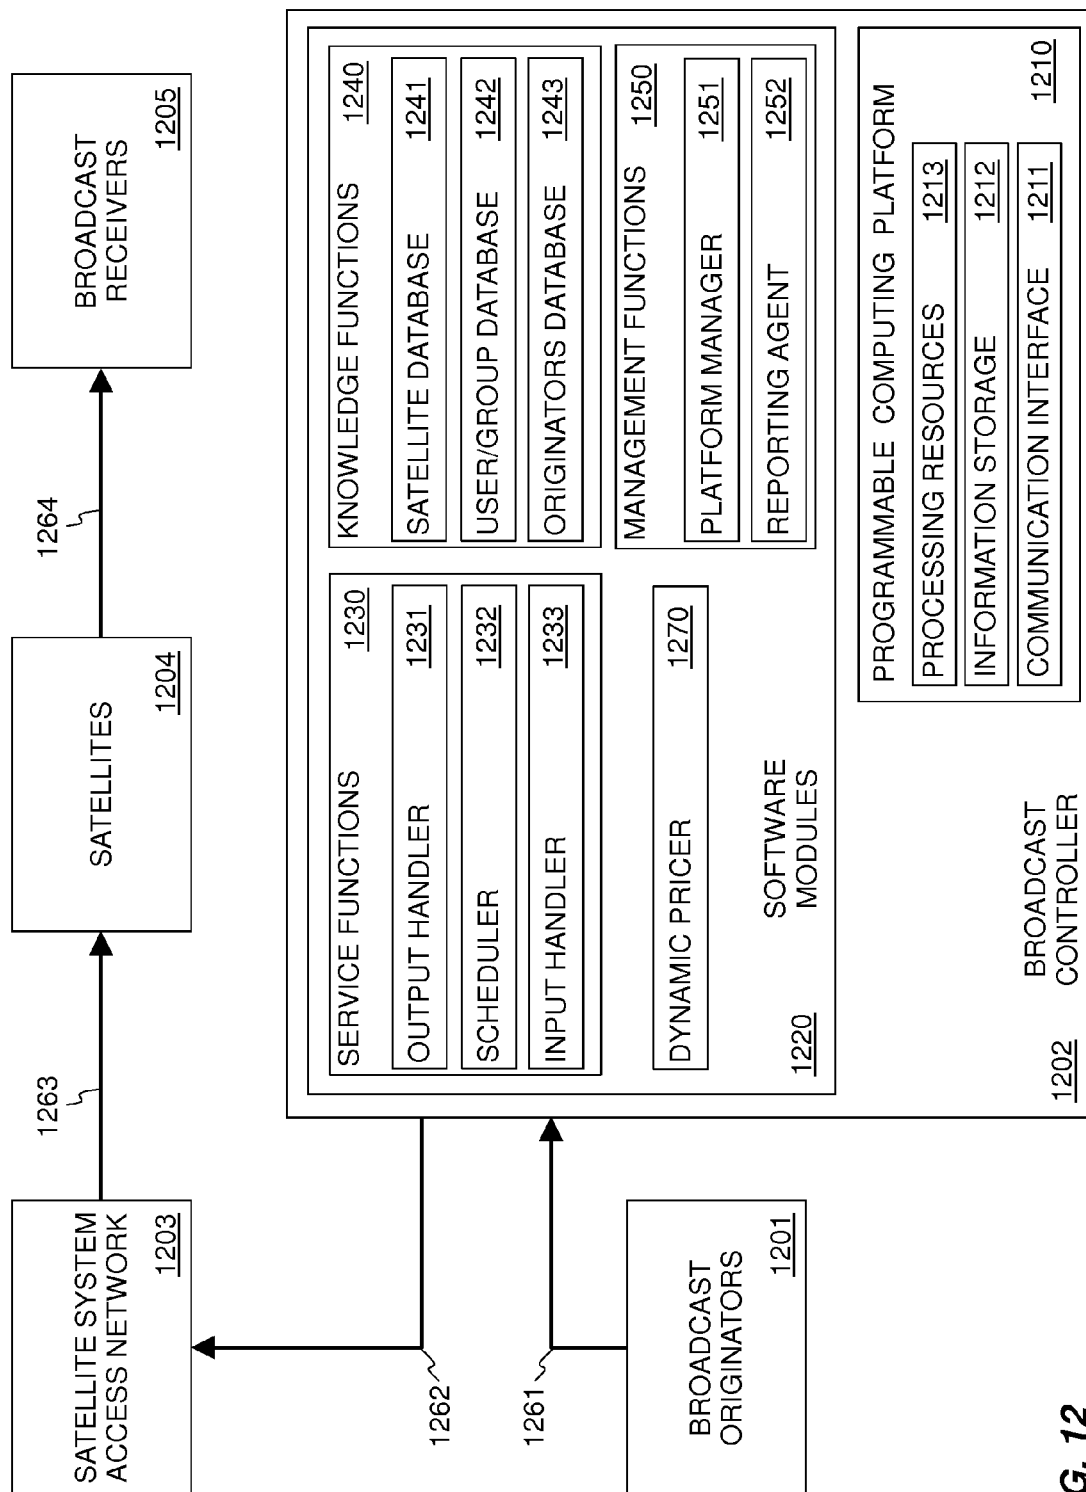 SATELLITE SYSTEM
ACCESS NETWORK
1203
1263
SATELLITES
1204
1264
BROADCAST
RECEIVERS
1205
1262
1261
BROADCAST
ORIGINATORS
1201
SERVICE FUNCTIONS
1230
OUTPUT HANDLER
1231
SCHEDULER
1232
INPUT HANDLER
1233
DYNAMIC PRICER
1270
SOFTWARE
MODULES
1220
KNOWLEDGE FUNCTIONS
1240
SATELLITE DATABASE
1241
USER/GROUP DATABASE
1242
ORIGINATORS DATABASE
1243
MANAGEMENT FUNCTIONS
1250
PLATFORM MANAGER
1251
REPORTING AGENT
1252
PROGRAMMABLE COMPUTING PLATFORM
PROCESSING RESOURCES
1213
INFORMATION STORAGE
1212
COMMUNICATION INTERFACE
1211
1210
BROADCAST
CONTROLLER
1202
G. 12